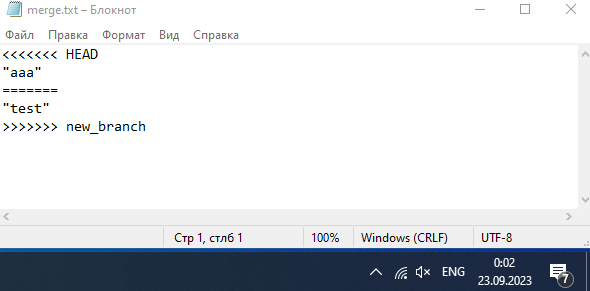 merge.txt – Блокнот
Файл Правка Формат Вид Справка
<<<<<<< HEAD
"aaa"
=======
"test"
>>>>>>> new_branch
Стр 1, стлб 1 100% Windows (CRLF) UTF-8
ENG 0:02
23.09.2023 7